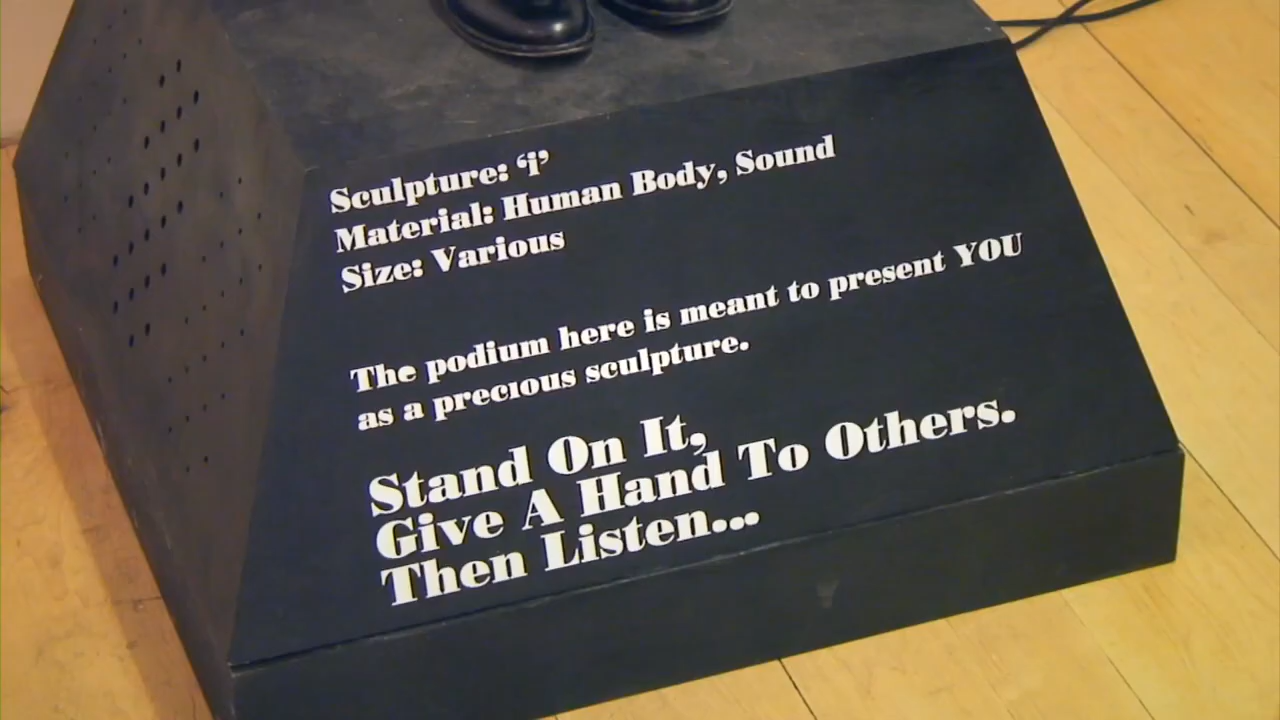 Sculpture: ‘i’
Material: Human Body, Sound
Size: Various
The podium here is meant to present YOU
as a precious sculpture.
Stand On It,
Give A Hand To Others.
Then Listen...